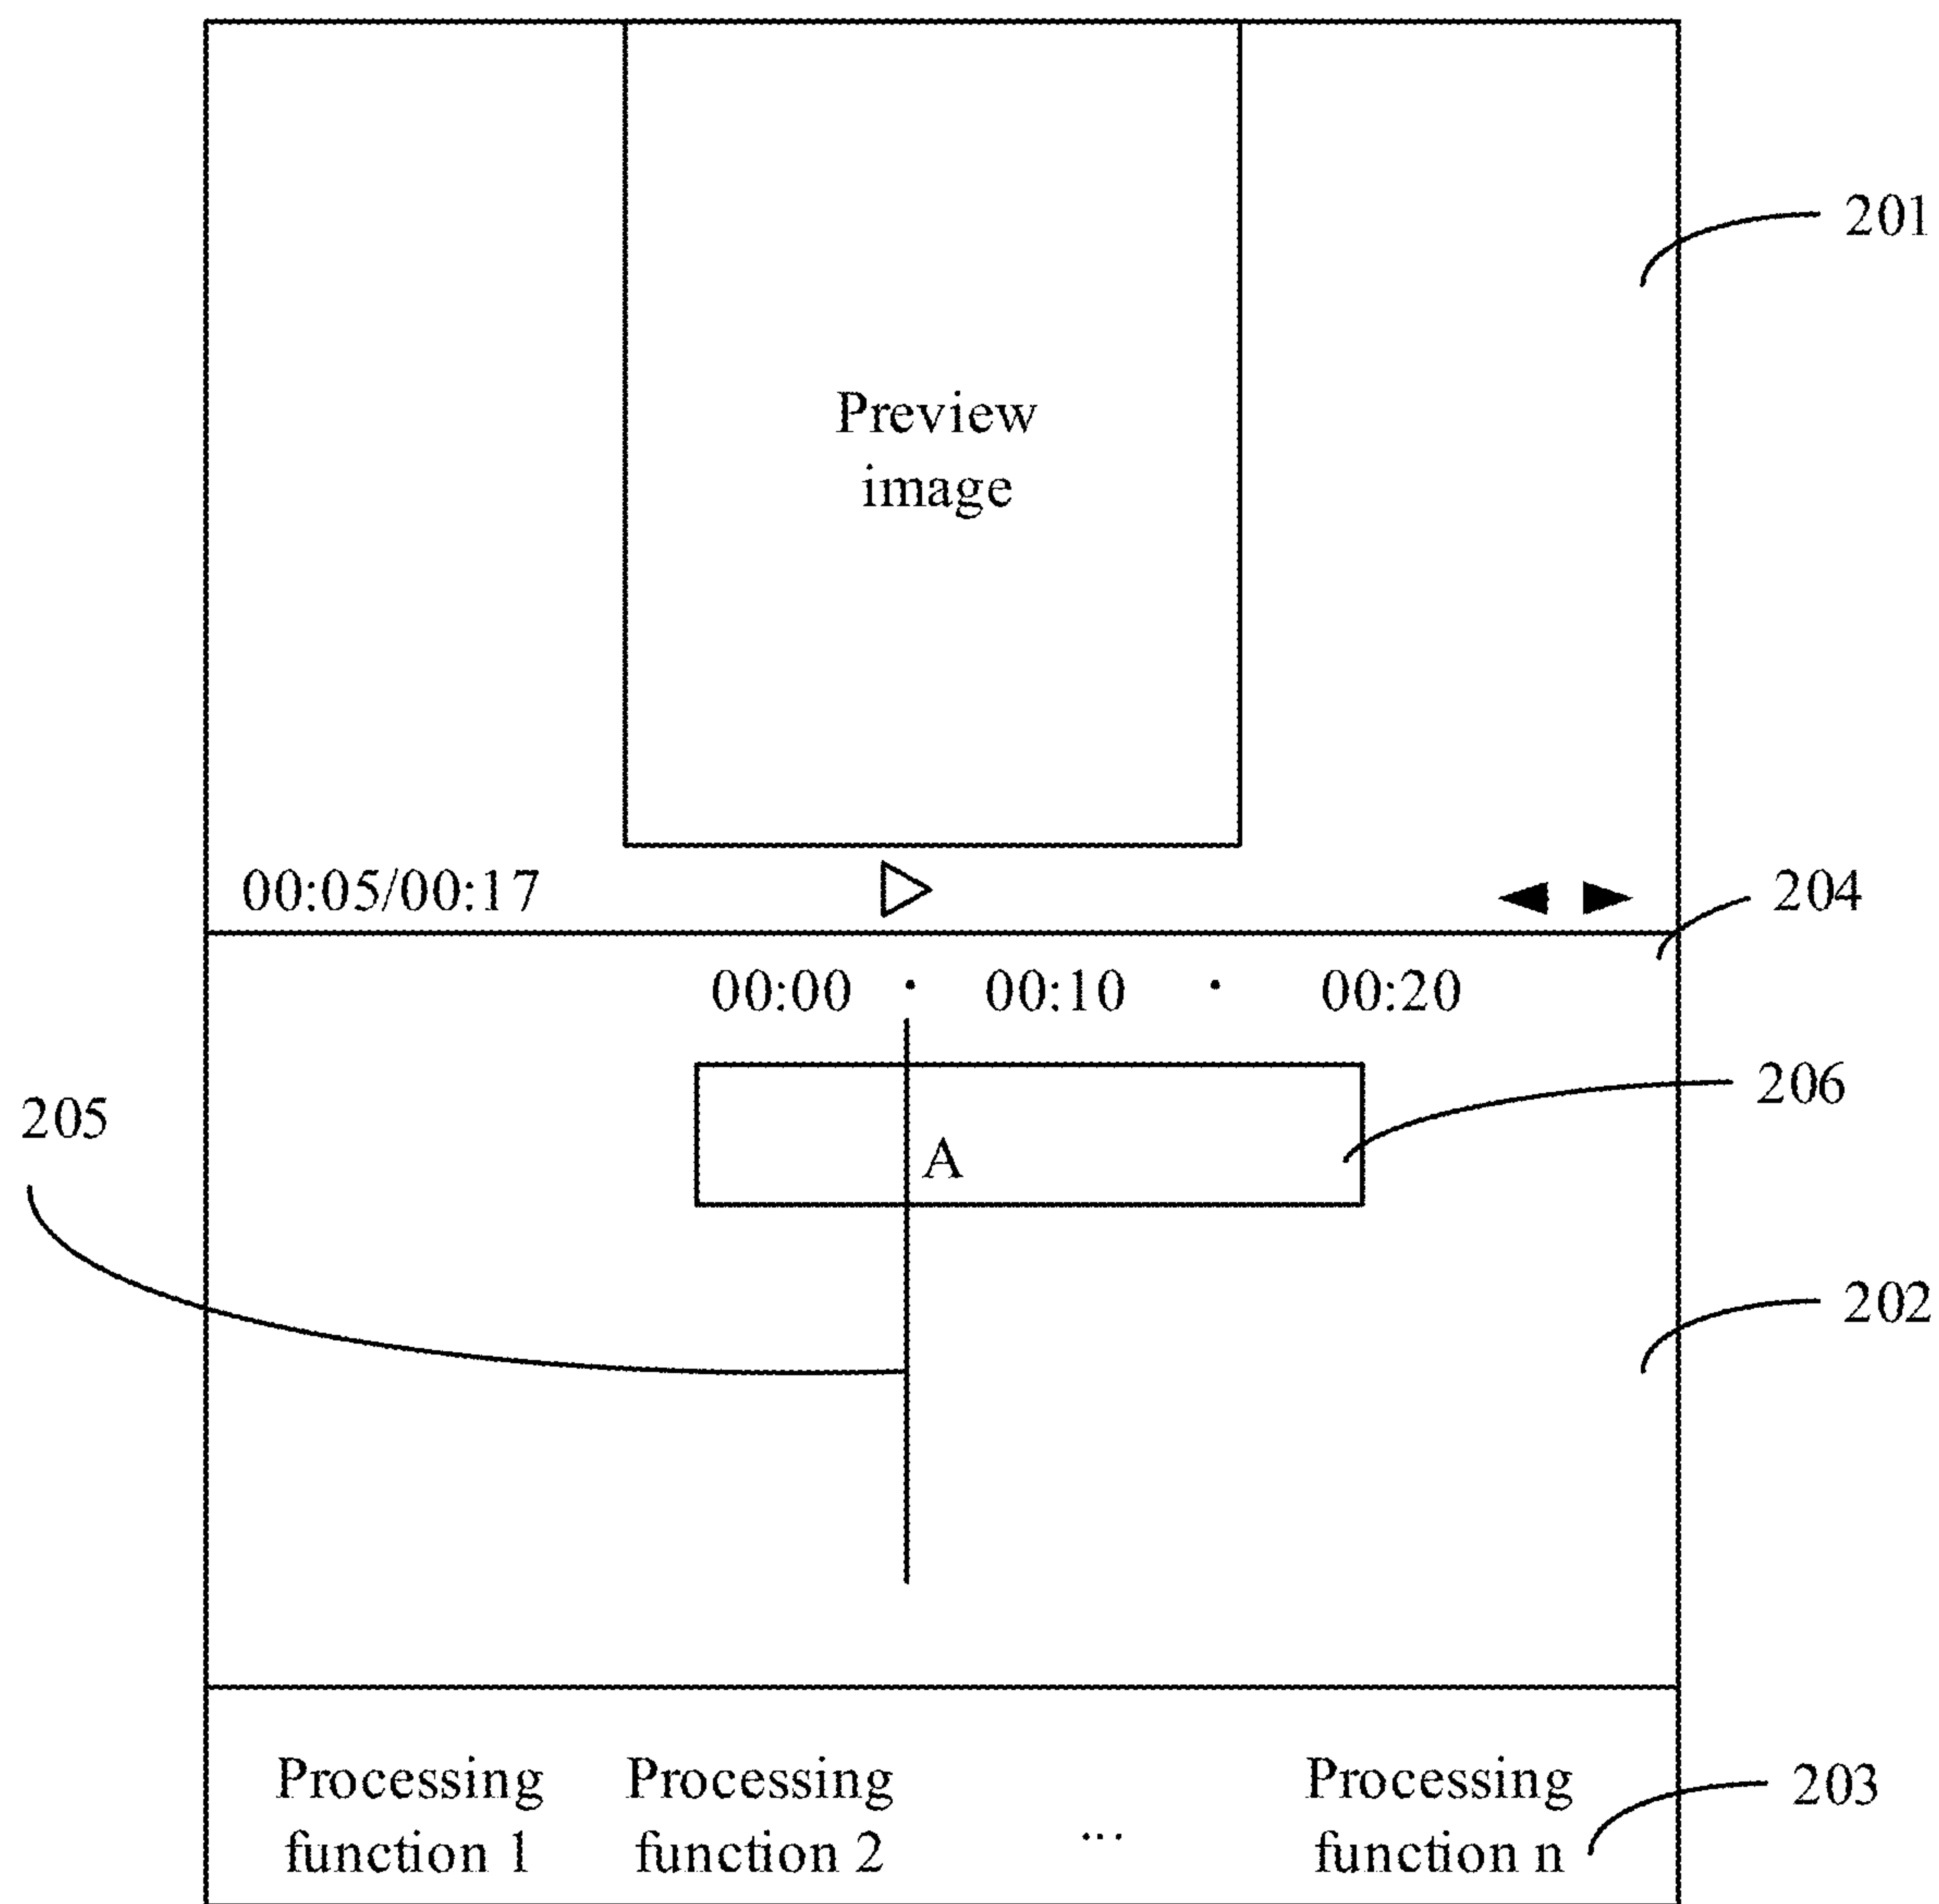 201
Preview
image
00:05/00:17
204
00:00 · 00:10 · 00:20
206
205
A
202
Processing function 1
Processing function 2
...
Processing function n
203